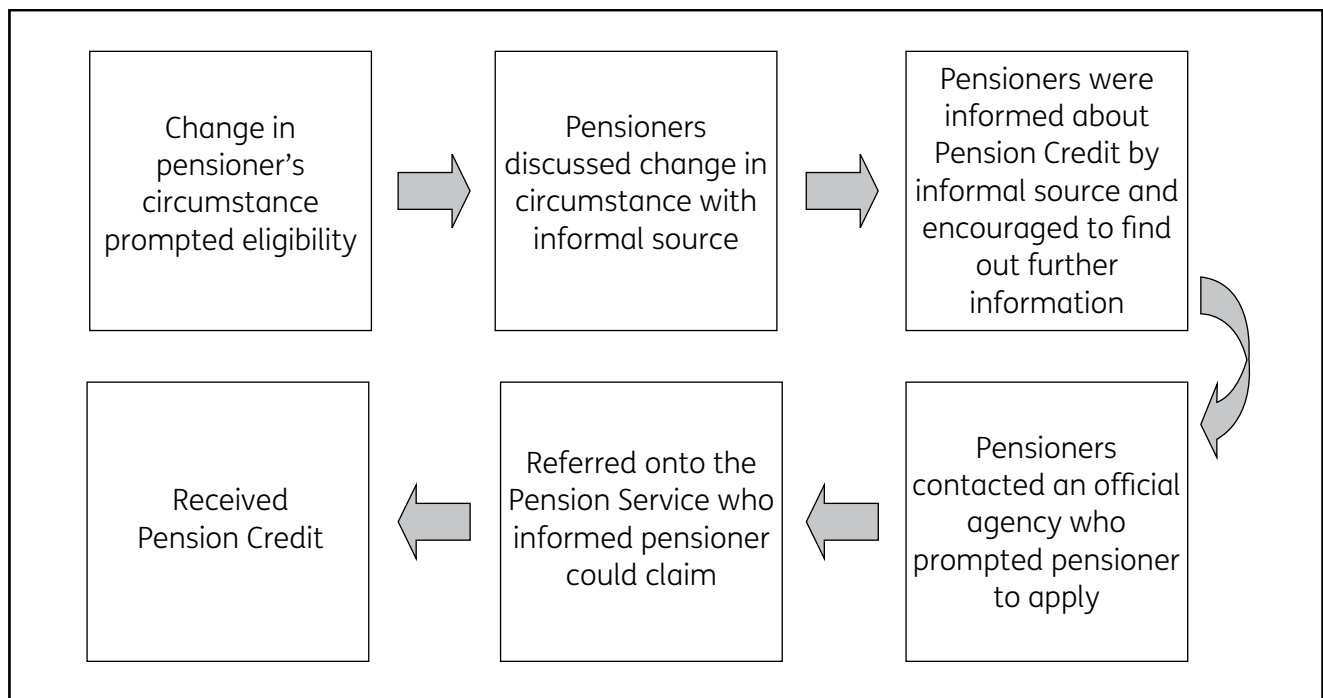 Change in
pensioner’s
circumstance
prompted eligibility
Pensioners
discussed change in
circumstance with
informal source
Pensioners were
informed about
Pension Credit by
informal source and
encouraged to find
out further
information
Pensioners
contacted an official
agency who
prompted pensioner
to apply
Referred onto the
Pension Service who
informed pensioner
could claim
Received
Pension Credit